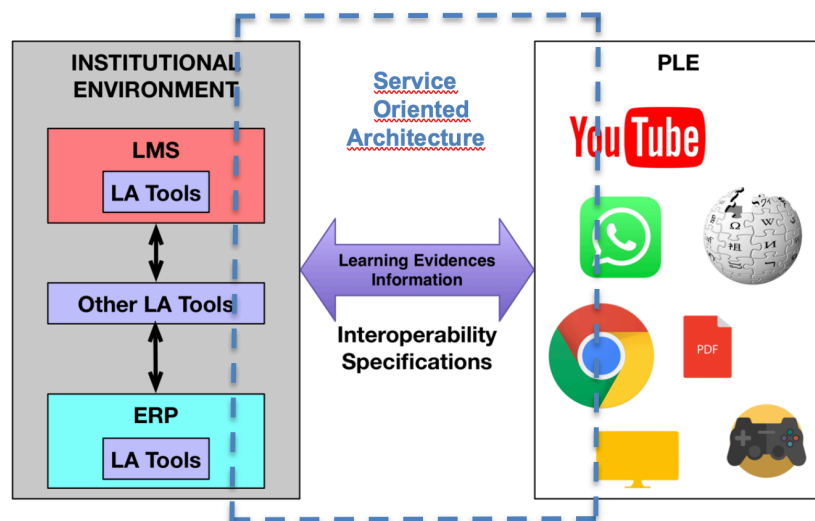 INSTITUTIONAL
ENVIRONMENT
LMS
LA Tools
Other LA Tools
ERP
LA Tools
Service
Oriented
Architecture
Learning Evidences
Information
Interoperability
Specifications
PLE
YouTube
Ω
W
祖
И
PDF